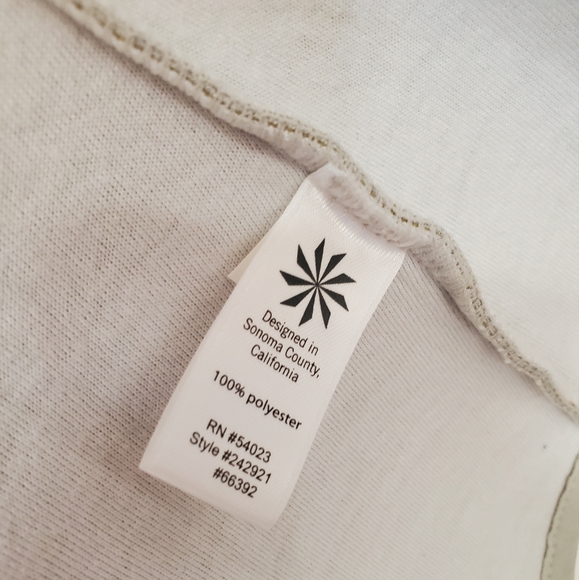 Designed in
Sonoma County,
California
100% polyester
RN #54023
Style #242921
#66392